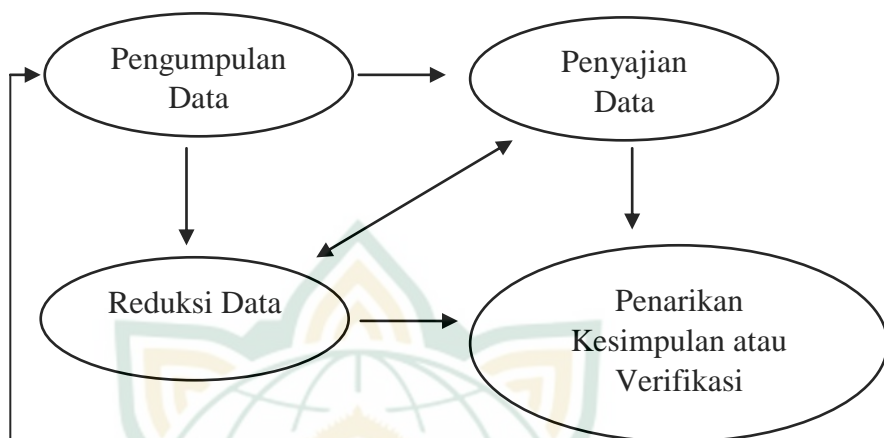 Pengumpulan
Data
Penyajian
Data
Reduksi Data
Penarikan
Kesimpulan atau
Verifikasi